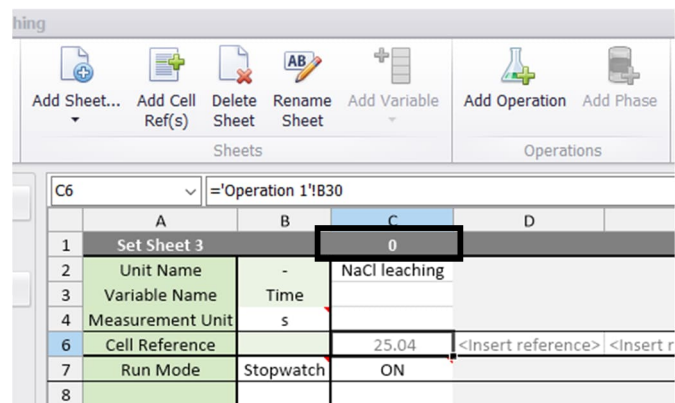 hing
Add Sheet... Add Cell Ref(s) Delete Sheet Rename Sheet Add Variable Add Operation Add Phase
Sheets Operations
C6 ='Operation 1'!B30
A B C D
1 Set Sheet 3 0
2 Unit Name - NaCl leaching
3 Variable Name Time
4 Measurement Unit s
6 Cell Reference 25.04 <Insert reference> <Insert r
7 Run Mode Stopwatch ON
8